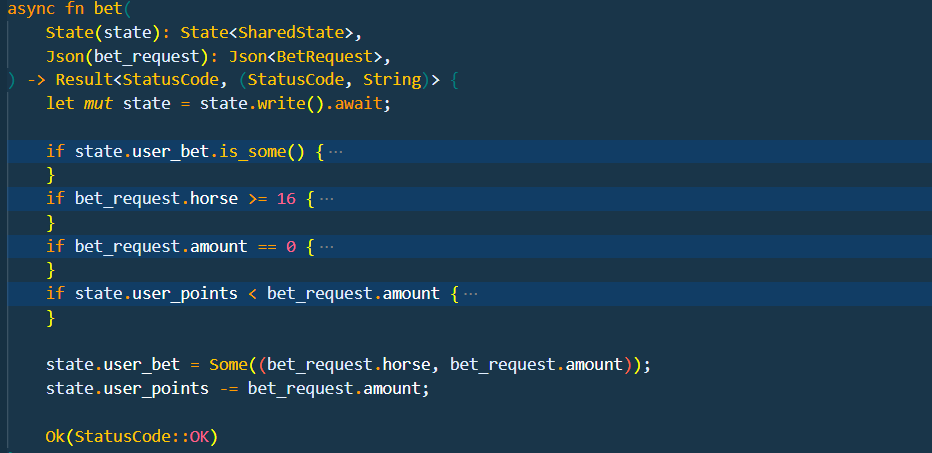 async fn bet(
    State(state): State<SharedState>,
    Json(bet_request): Json<BetRequest>,
) -> Result<StatusCode, (StatusCode, String)> {
    let mut state = state.write().await;
    if state.user_bet.is_some() {···
    }
    if bet_request.horse >= 16 {···
    }
    if bet_request.amount == 0 {···
    }
    if state.user_points < bet_request.amount {···
    }
    state.user_bet = Some((bet_request.horse, bet_request.amount));
    state.user_points -= bet_request.amount;
    Ok(StatusCode::OK)